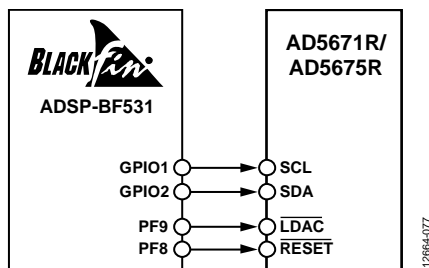 BLACKfin
ADSP-BF531
AD5671R/
AD5675R
GPIO1
SCL
GPIO2
SDA
PF9
LDAC
PF8
RESET
12664-077